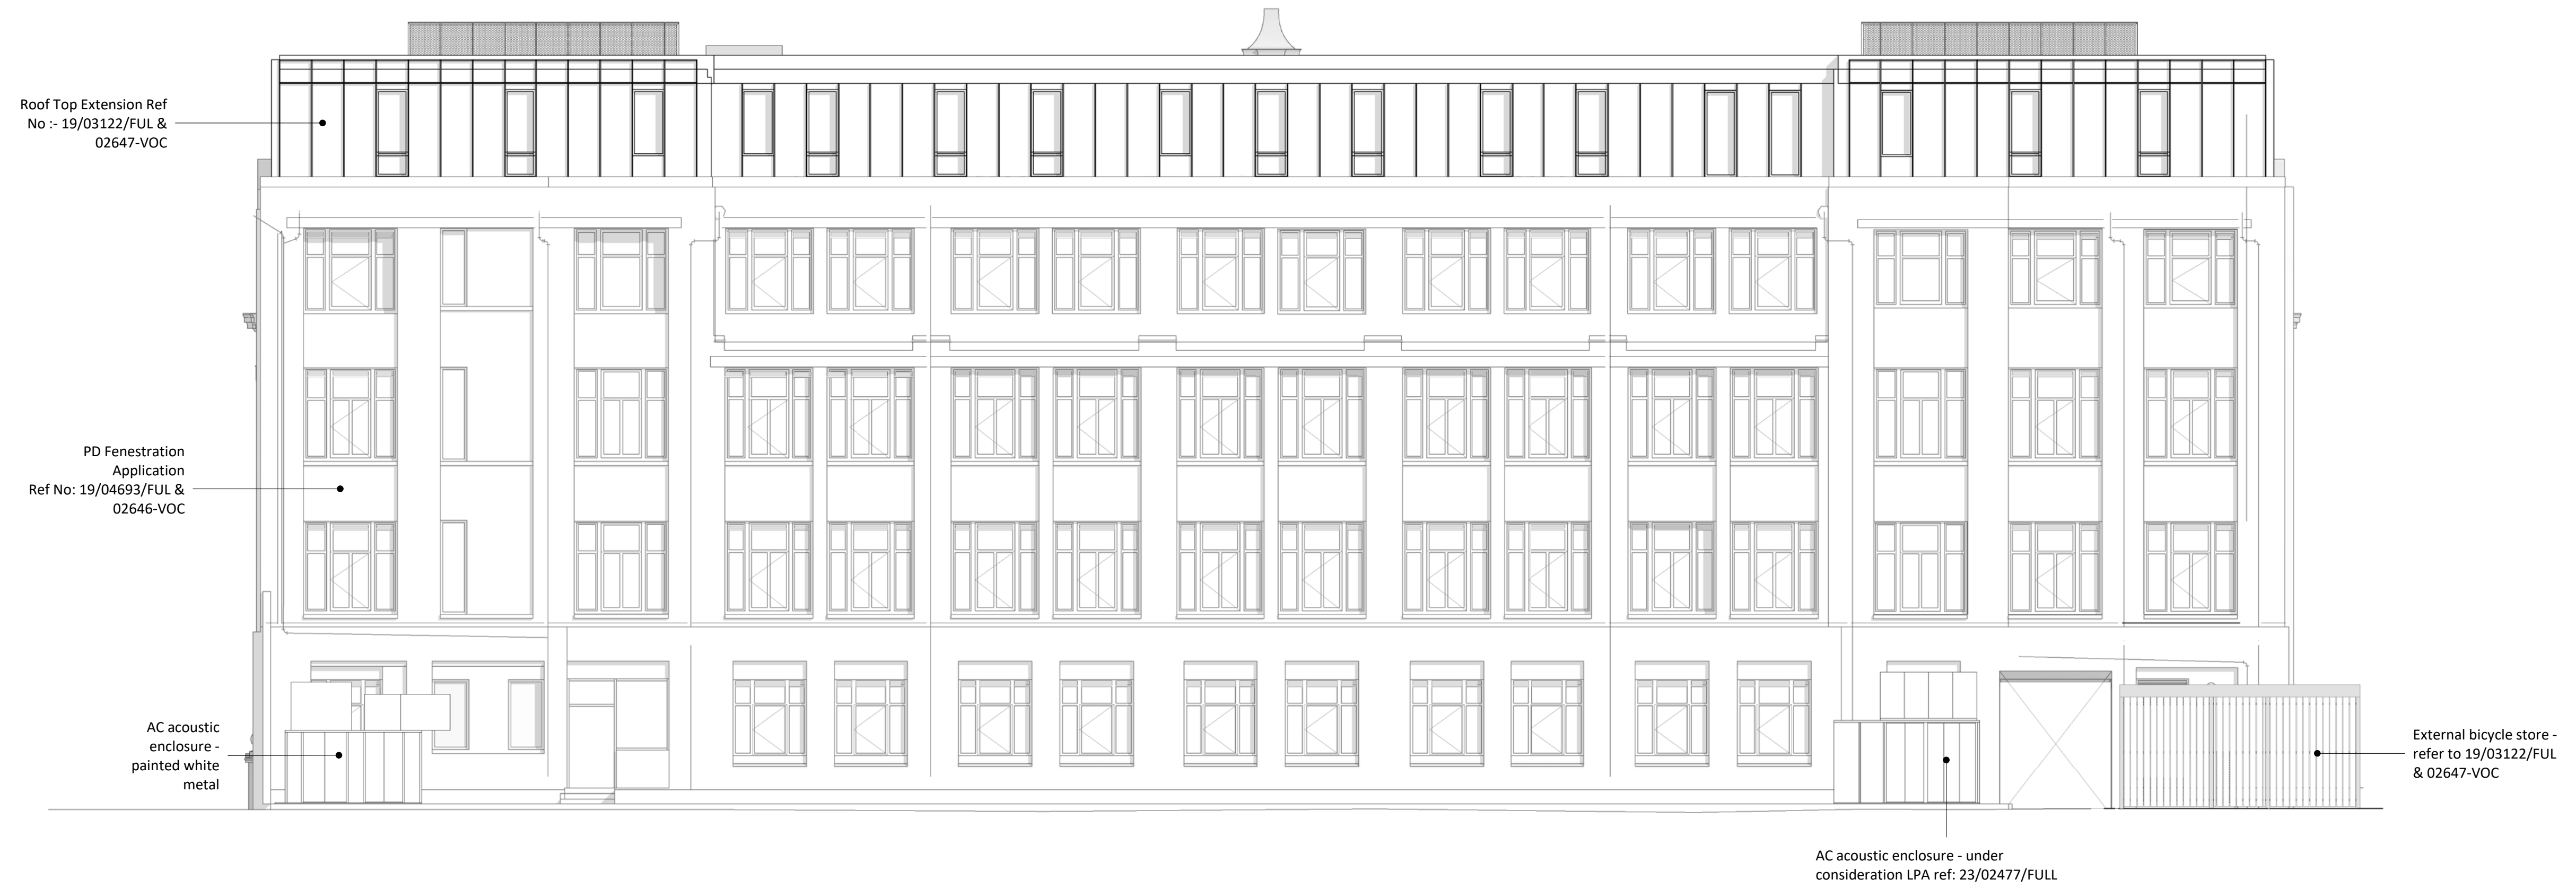 Roof Top Extension Ref
No :- 19/03122/FUL &
02647-VOC
PD Fenestration
Application
Ref No: 19/04693/FUL &
02646-VOC
AC acoustic
enclosure -
painted white
metal
External bicycle store -
refer to 19/03122/FUL
& 02647-VOC
AC acoustic enclosure - under
consideration LPA ref: 23/02477/FULL